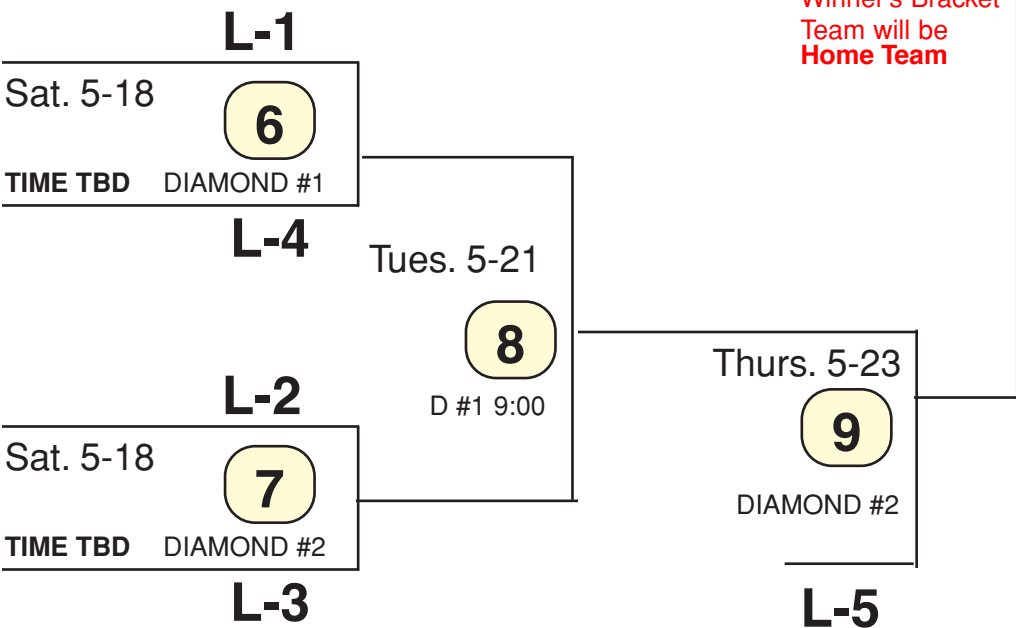 Winner's Bracket
Team will be
Home Team
L-1
Sat. 5-18
6
TIME TBD DIAMOND #1
L-4
Tues. 5-21
8
D #1 9:00
L-2
Sat. 5-18
7
TIME TBD DIAMOND #2
L-3
Thurs. 5-23
9
DIAMOND #2
L-5